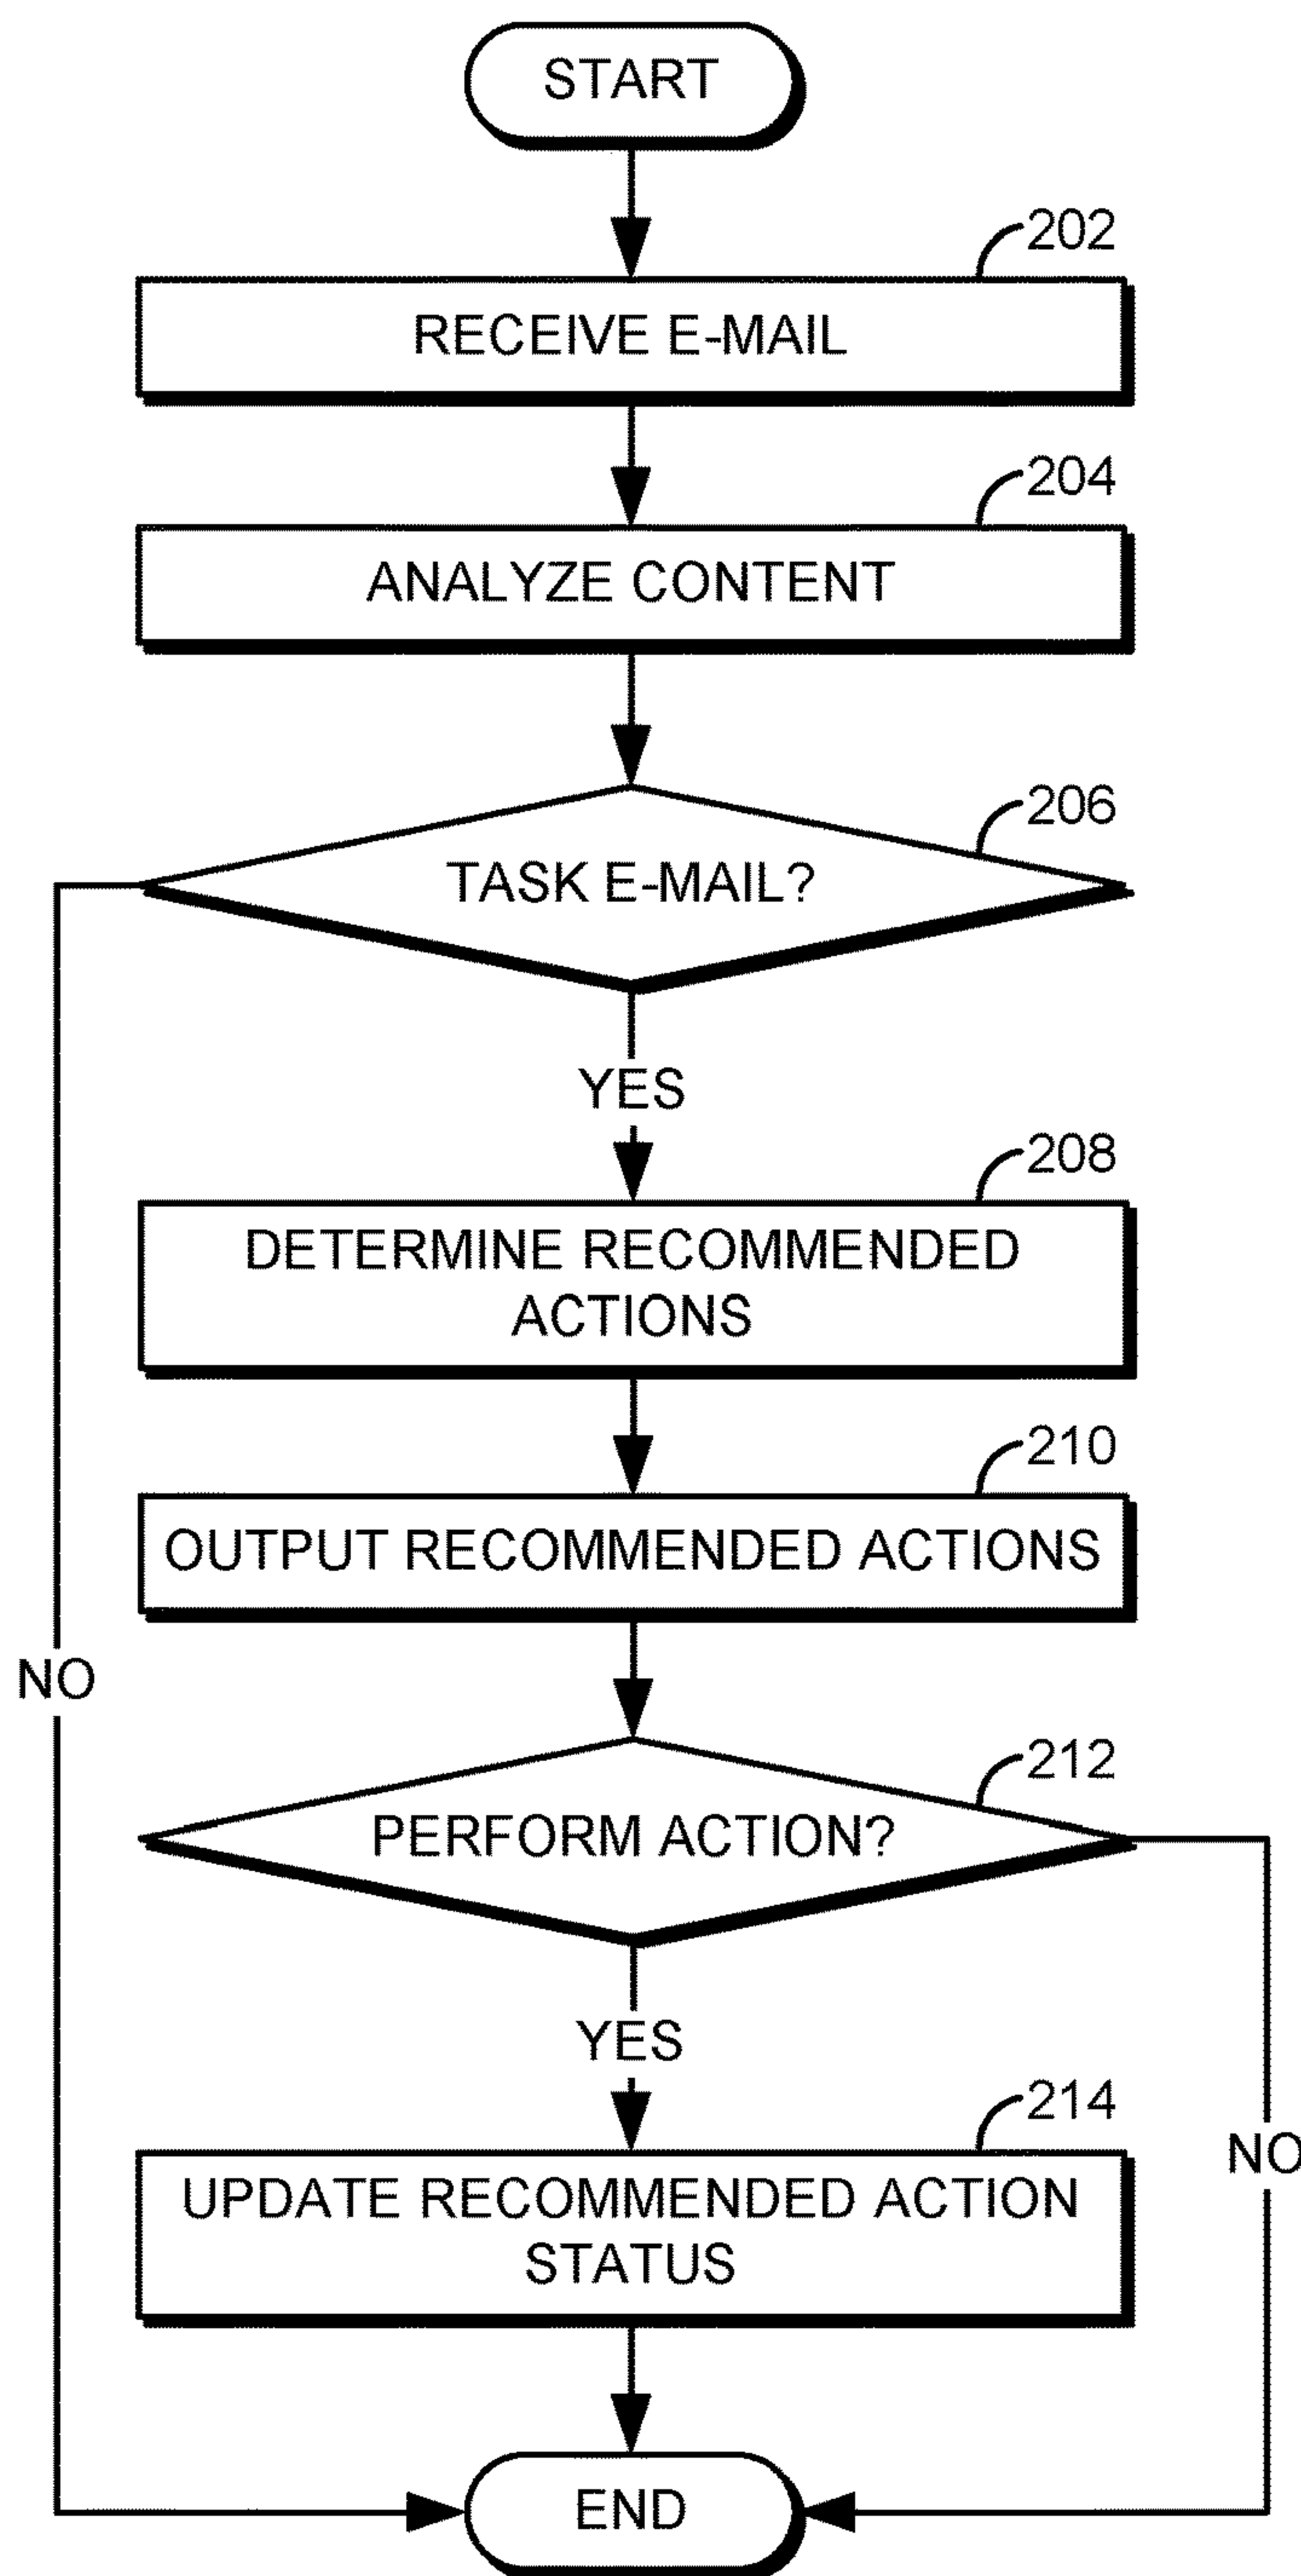 START
202
RECEIVE E-MAIL
204
ANALYZE CONTENT
206
TASK E-MAIL?
YES
208
DETERMINE RECOMMENDED
ACTIONS
210
OUTPUT RECOMMENDED ACTIONS
NO
212
PERFORM ACTION?
YES
214
NO
UPDATE RECOMMENDED ACTION
STATUS
END